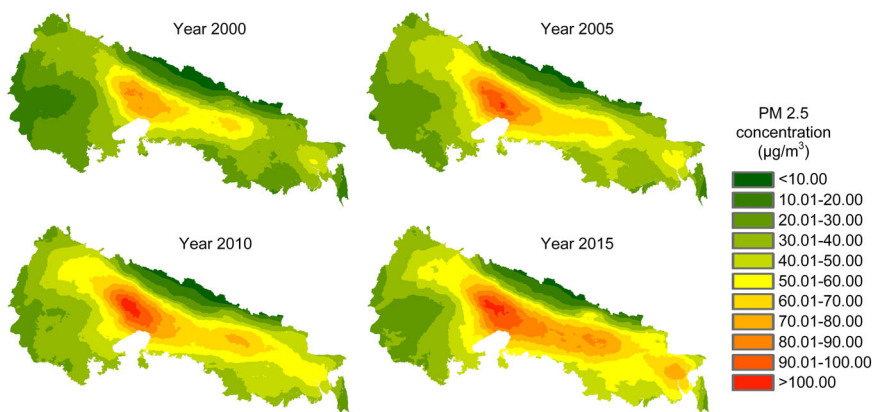 Year 2000
Year 2005
Year 2010
Year 2015
PM 2.5
concentration
(µg/m³)
<10.00
10.01-20.00
20.01-30.00
30.01-40.00
40.01-50.00
50.01-60.00
60.01-70.00
70.01-80.00
80.01-90.00
90.01-100.00
>100.00